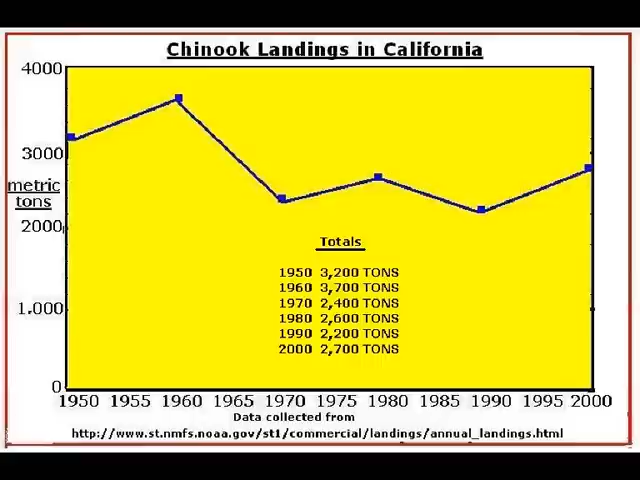 Chinook Landings in California
4000
3000
metric
tons
2000
1.000
0
Totals
1950 3,200 TONS
1960 3,700 TONS
1970 2,400 TONS
1980 2,600 TONS
1990 2,200 TONS
2000 2,700 TONS
1950 1955 1960 1965 1970 1975 1980 1985 1990 1995 2000
Data collected from
http://www.st.nmfs.noaa.gov/st1/commercial/landings/annual_landings.html